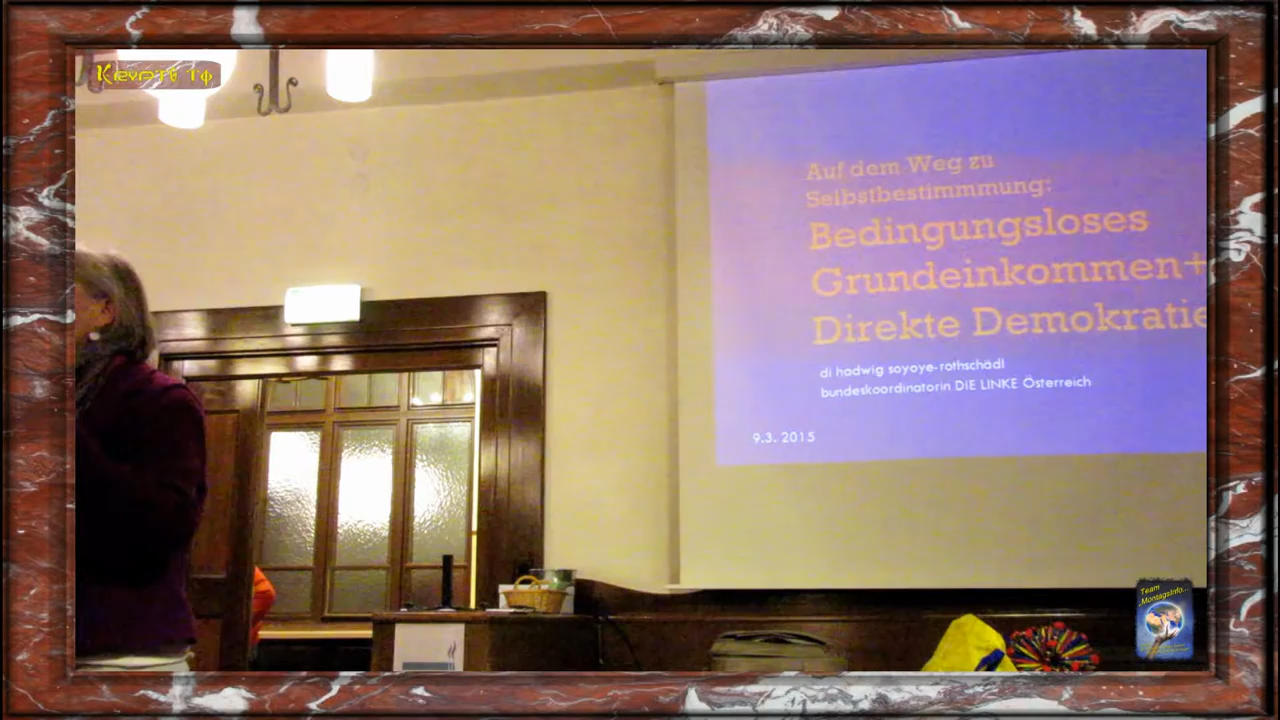 Auf dem Weg zu
Selbstbestimmmung:
Bedingungsloses
Grundeinkommen+
Direkte Demokratie
di hadwig soyoye-rothschädl
bundeskoordinatorin DIE LINKE Österreich
9.3. 2015
Team